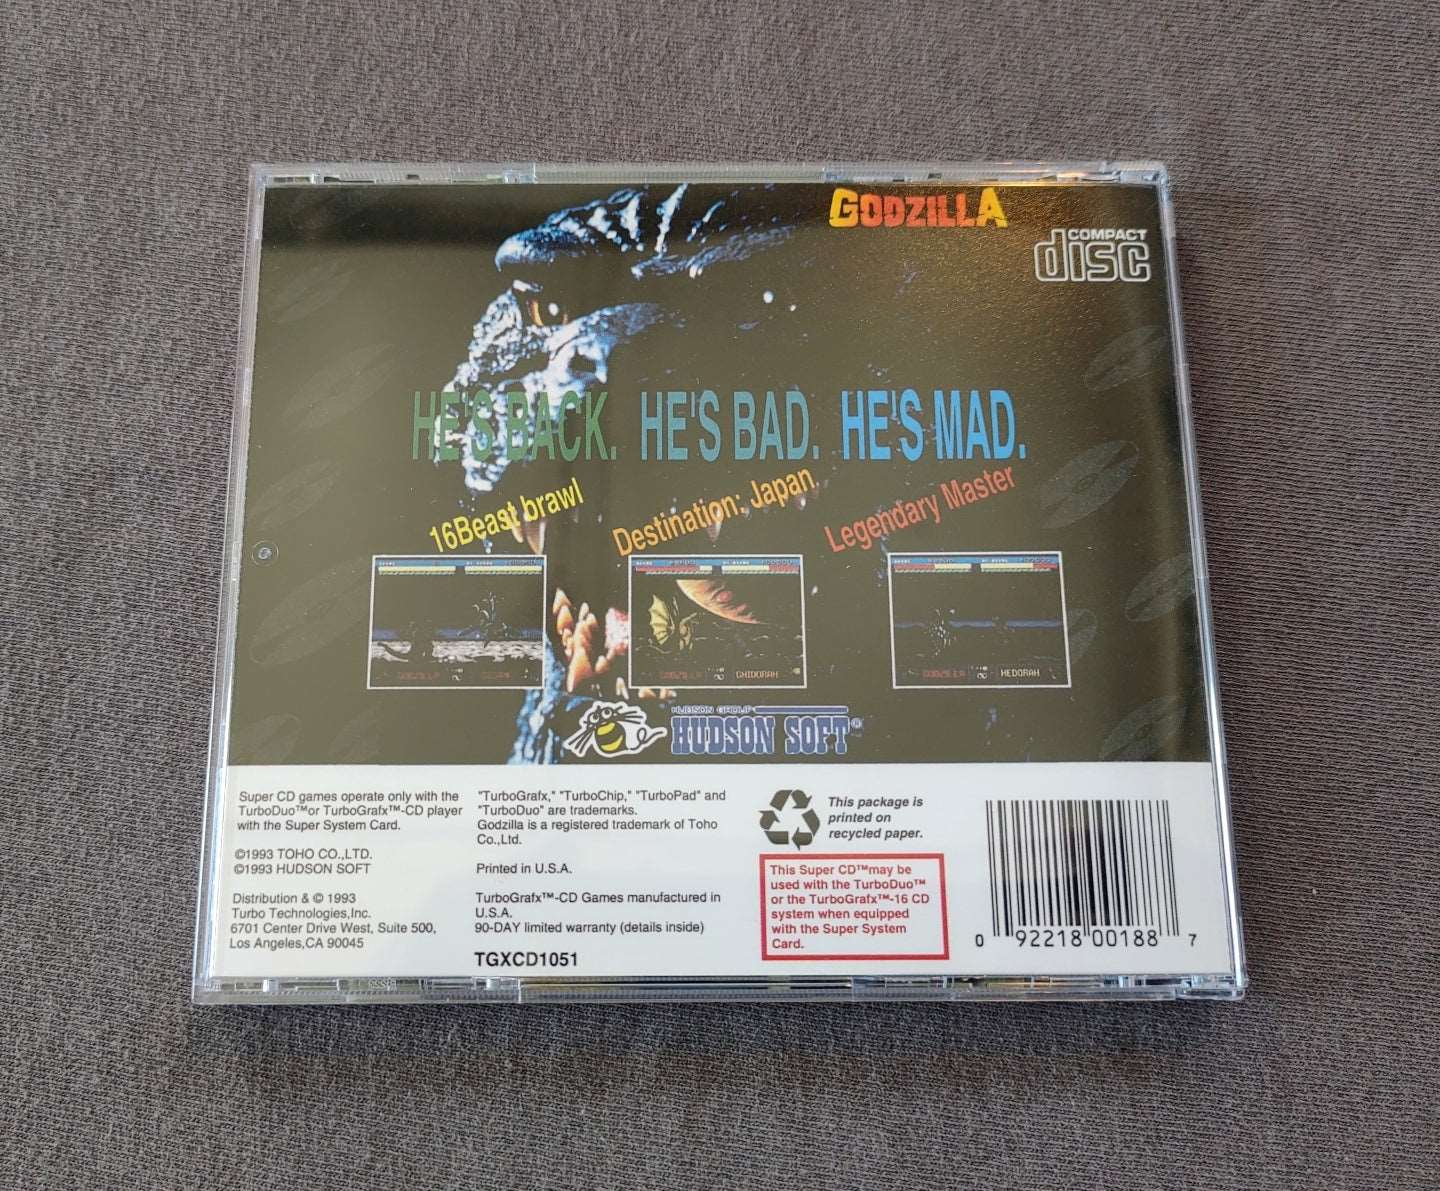 GODZILLA
COMPACT
disc
HE'S BACK. HE'S BAD. HE'S MAD.
16Beast brawl
Destination: Japan
Legendary Master
GODZILLA
GODZILLA GHIDORAH
GODZILLA HEDORAH
HUDSON GROUP
HUDSON SOFT®
Super CD games operate only with the
TurboDuo™or TurboGrafx™-CD player
with the Super System Card.
©1993 TOHO CO.,LTD.
©1993 HUDSON SOFT
Distribution & © 1993
Turbo Technologies,Inc.
6701 Center Drive West, Suite 500,
Los Angeles,CA 90045
"TurboGrafx," "TurboChip," "TurboPad" and
"TurboDuo" are trademarks.
Godzilla is a registered trademark of Toho
Co.,Ltd.
Printed in U.S.A.
TurboGrafx™-CD Games manufactured in
U.S.A.
90-DAY limited warranty (details inside)
TGXCD1051
This package is
printed on
recycled paper.
This Super CD™may be
used with the TurboDuo™
or the TurboGrafx™-16 CD
system when equipped
with the Super System
Card.
0 92218 00188 7